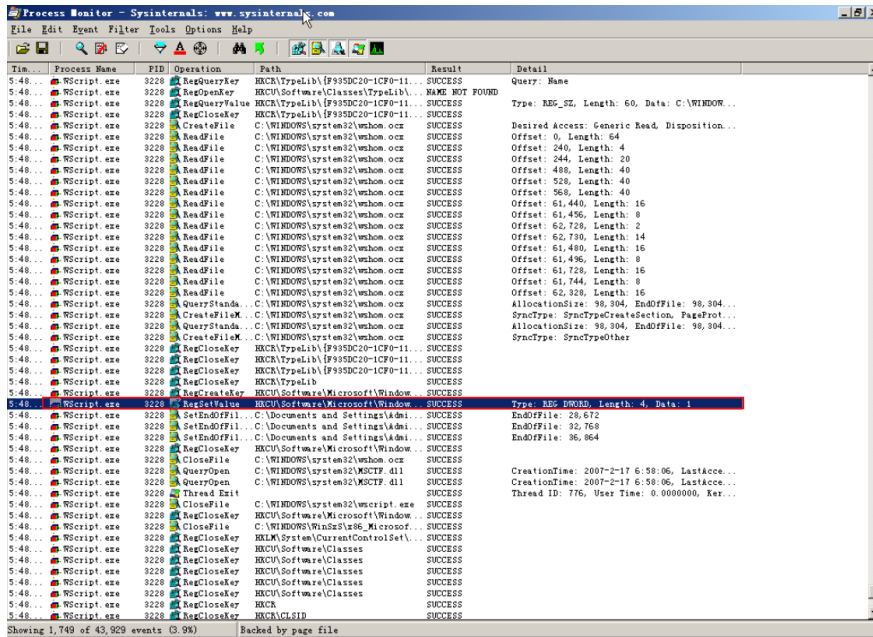 Process Monitor - Sysinternals: www.sysinternals.com
File Edit Event Filter Tools Options Help
Tim... Process Name PID Operation Path Result Detail
5:48... WScript.exe 3228 RegQueryKey HKCR\TypeLib\{F935DC20-1CF0-11... SUCCESS Query: Name
5:48... WScript.exe 3228 RegOpenKey HKCU\Software\Classes\TypeLib\... NAME NOT FOUND
5:48... WScript.exe 3228 RegQueryValue HKCR\TypeLib\{F935DC20-1CF0-11... SUCCESS Type: REG_SZ, Length: 60, Data: C:\WINDOW...
5:48... WScript.exe 3228 RegCloseKey HKCR\TypeLib\{F935DC20-1CF0-11... SUCCESS
5:48... WScript.exe 3228 CreateFile C:\WINDOWS\system32\wshom.ocx SUCCESS Desired Access: Generic Read, Disposition...
5:48... WScript.exe 3228 ReadFile C:\WINDOWS\system32\wshom.ocx SUCCESS Offset: 0, Length: 64
5:48... WScript.exe 3228 ReadFile C:\WINDOWS\system32\wshom.ocx SUCCESS Offset: 240, Length: 4
5:48... WScript.exe 3228 ReadFile C:\WINDOWS\system32\wshom.ocx SUCCESS Offset: 244, Length: 20
5:48... WScript.exe 3228 ReadFile C:\WINDOWS\system32\wshom.ocx SUCCESS Offset: 488, Length: 40
5:48... WScript.exe 3228 ReadFile C:\WINDOWS\system32\wshom.ocx SUCCESS Offset: 528, Length: 40
5:48... WScript.exe 3228 ReadFile C:\WINDOWS\system32\wshom.ocx SUCCESS Offset: 568, Length: 40
5:48... WScript.exe 3228 ReadFile C:\WINDOWS\system32\wshom.ocx SUCCESS Offset: 61,440, Length: 16
5:48... WScript.exe 3228 ReadFile C:\WINDOWS\system32\wshom.ocx SUCCESS Offset: 61,456, Length: 8
5:48... WScript.exe 3228 ReadFile C:\WINDOWS\system32\wshom.ocx SUCCESS Offset: 62,728, Length: 2
5:48... WScript.exe 3228 ReadFile C:\WINDOWS\system32\wshom.ocx SUCCESS Offset: 62,730, Length: 14
5:48... WScript.exe 3228 ReadFile C:\WINDOWS\system32\wshom.ocx SUCCESS Offset: 61,480, Length: 16
5:48... WScript.exe 3228 ReadFile C:\WINDOWS\system32\wshom.ocx SUCCESS Offset: 61,496, Length: 8
5:48... WScript.exe 3228 ReadFile C:\WINDOWS\system32\wshom.ocx SUCCESS Offset: 61,728, Length: 16
5:48... WScript.exe 3228 ReadFile C:\WINDOWS\system32\wshom.ocx SUCCESS Offset: 61,744, Length: 8
5:48... WScript.exe 3228 ReadFile C:\WINDOWS\system32\wshom.ocx SUCCESS Offset: 62,328, Length: 16
5:48... WScript.exe 3228 QueryStanda... C:\WINDOWS\system32\wshom.ocx SUCCESS AllocationSize: 98,304, EndOfFile: 98,304...
5:48... WScript.exe 3228 CreateFileM... C:\WINDOWS\system32\wshom.ocx SUCCESS SyncType: SyncTypeCreateSection, PageProt...
5:48... WScript.exe 3228 QueryStanda... C:\WINDOWS\system32\wshom.ocx SUCCESS AllocationSize: 98,304, EndOfFile: 98,304...
5:48... WScript.exe 3228 CreateFileM... C:\WINDOWS\system32\wshom.ocx SUCCESS SyncType: SyncTypeOther
5:48... WScript.exe 3228 RegCloseKey HKCR\TypeLib\{F935DC20-1CF0-11... SUCCESS
5:48... WScript.exe 3228 RegCloseKey HKCR\TypeLib\{F935DC20-1CF0-11... SUCCESS
5:48... WScript.exe 3228 RegCloseKey HKCR\TypeLib SUCCESS
5:48... WScript.exe 3228 RegCreateKey HKCU\Software\Microsoft\Window... SUCCESS
5:48... WScript.exe 3228 RegSetValue HKCU\Software\Microsoft\Window... SUCCESS Type: REG_DWORD, Length: 4, Data: 1
5:48... WScript.exe 3228 SetEndOfFil... C:\Documents and Settings\Admi... SUCCESS EndOfFile: 28,672
5:48... WScript.exe 3228 SetEndOfFil... C:\Documents and Settings\Admi... SUCCESS EndOfFile: 32,768
5:48... WScript.exe 3228 SetEndOfFil... C:\Documents and Settings\Admi... SUCCESS EndOfFile: 36,864
5:48... WScript.exe 3228 RegCloseKey HKCU\Software\Microsoft\Window... SUCCESS
5:48... WScript.exe 3228 CloseFile C:\WINDOWS\system32\wshom.ocx SUCCESS
5:48... WScript.exe 3228 QueryOpen C:\WINDOWS\system32\MSCTF.dll SUCCESS CreationTime: 2007-2-17 6:58:06, LastAcce...
5:48... WScript.exe 3228 QueryOpen C:\WINDOWS\system32\MSCTF.dll SUCCESS CreationTime: 2007-2-17 6:58:06, LastAcce...
5:48... WScript.exe 3228 Thread Exit SUCCESS Thread ID: 776, User Time: 0.0000000, Ker...
5:48... WScript.exe 3228 CloseFile C:\WINDOWS\system32\wscript.exe SUCCESS
5:48... WScript.exe 3228 RegCloseKey HKCU\Software\Microsoft\Window... SUCCESS
5:48... WScript.exe 3228 CloseFile C:\WINDOWS\WinSxS\x86_Microsof... SUCCESS
5:48... WScript.exe 3228 RegCloseKey HKLM\System\CurrentControlSet\... SUCCESS
5:48... WScript.exe 3228 RegCloseKey HKCU\Software\Classes SUCCESS
5:48... WScript.exe 3228 RegCloseKey HKCU\Software\Classes SUCCESS
5:48... WScript.exe 3228 RegCloseKey HKCU\Software\Classes SUCCESS
5:48... WScript.exe 3228 RegCloseKey HKCU\Software\Classes SUCCESS
5:48... WScript.exe 3228 RegCloseKey HKCR SUCCESS
5:48... WScript.exe 3228 RegCloseKey HKCR\CLSID SUCCESS
Showing 1,749 of 43,929 events (3.9%) Backed by page file